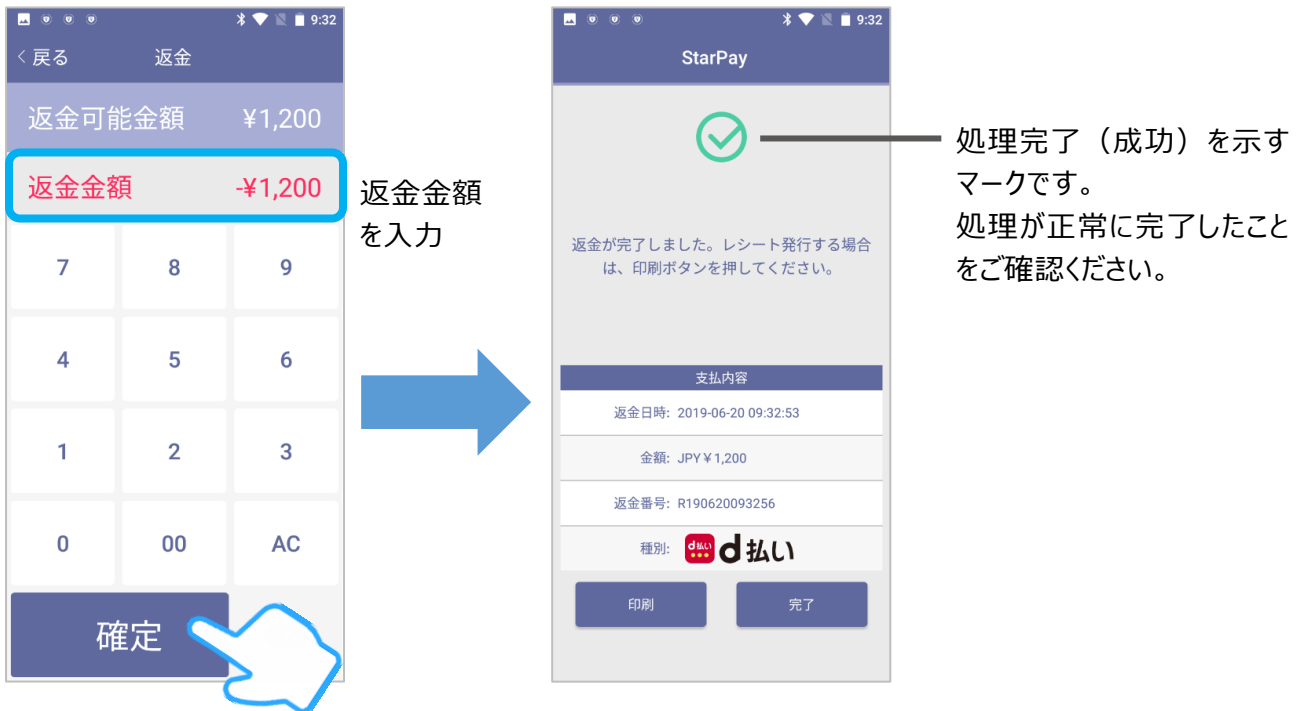 9:32
戻る 返金
返金可能金額 ¥1,200
返金金額 -¥1,200
7 8 9
4 5 6
1 2 3
0 00 AC
確定
返金金額
を入力
9:32
StarPay
返金が完了しました。レシート発行する場合
は、印刷ボタンを押してください。
支払内容
返金日時: 2019-06-20 09:32:53
金額: JPY¥1,200
返金番号: R190620093256
種別: d払い d払い
印刷 完了
処理完了（成功）を示す
マークです。
処理が正常に完了したこと
をご確認ください。